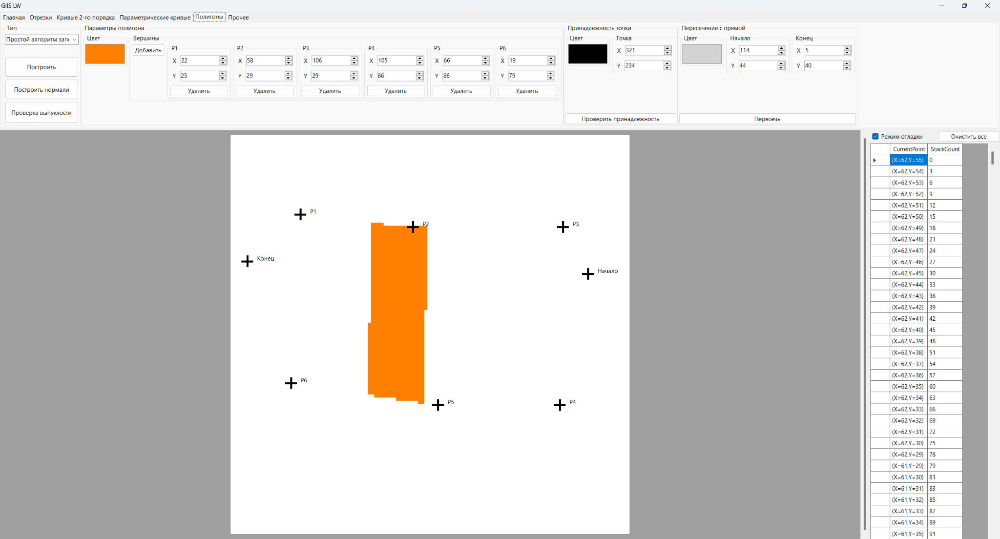 GIIS LW
Главная Отрезки Кривые 2-го порядка Параметрические кривые Полигоны Прочее
Тип
Простой алгоритм запс
Построить
Построить нормали
Проверка выпуклости
Параметры полигона
Цвет
Вершины
Добавить
P1
X 22
Y 25
Удалить
P2
X 58
Y 29
Удалить
P3
X 106
Y 29
Удалить
P4
X 105
Y 86
Удалить
P5
X 66
Y 86
Удалить
P6
X 19
Y 79
Удалить
Принадлежность точки
Цвет
Точка
X 321
Y 234
Проверить принадлежность
Пересечение с прямой
Цвет
Начало
X 114
Y 44
Конец
X 5
Y 40
Пересечь
P1
P2
P3
Конец
Начало
P6
P5
P4
Режим отладки Очистить все
CurrentPoint StackCount
{X=62,Y=55} 0
{X=62,Y=54} 3
{X=62,Y=53} 6
{X=62,Y=52} 9
{X=62,Y=51} 12
{X=62,Y=50} 15
{X=62,Y=49} 18
{X=62,Y=48} 21
{X=62,Y=47} 24
{X=62,Y=46} 27
{X=62,Y=45} 30
{X=62,Y=44} 33
{X=62,Y=43} 36
{X=62,Y=42} 39
{X=62,Y=41} 42
{X=62,Y=40} 45
{X=62,Y=39} 48
{X=62,Y=38} 51
{X=62,Y=37} 54
{X=62,Y=36} 57
{X=62,Y=35} 60
{X=62,Y=34} 63
{X=62,Y=33} 66
{X=62,Y=32} 69
{X=62,Y=31} 72
{X=62,Y=30} 75
{X=62,Y=29} 78
{X=61,Y=29} 79
{X=61,Y=30} 81
{X=61,Y=31} 83
{X=61,Y=32} 85
{X=61,Y=33} 87
{X=61,Y=34} 89
{X=61,Y=35} 91